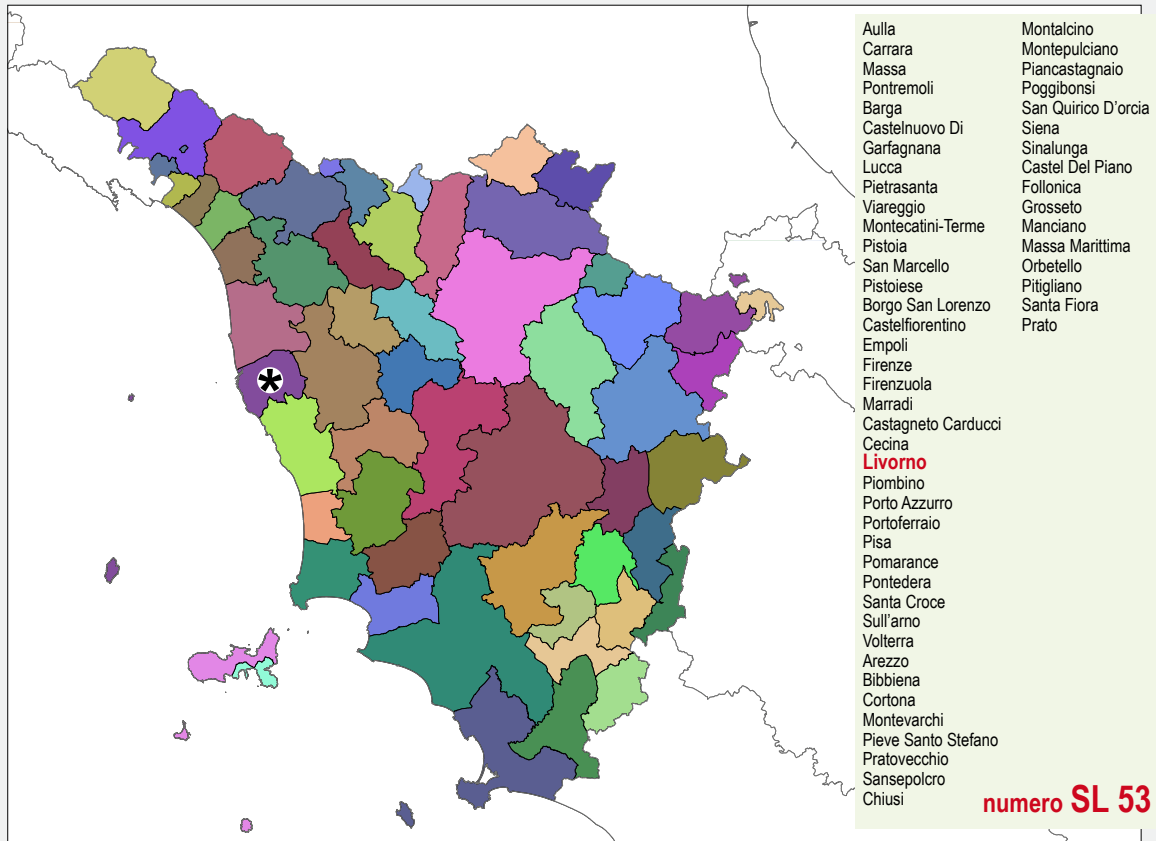 Aulla
Carrara
Massa
Pontremoli
Barga
Castelnuovo Di
Garfagnana
Lucca
Pietrasanta
Viareggio
Montecatini-Terme
Pistoia
San Marcello
Pistoiese
Borgo San Lorenzo
Castelfiorentino
Empoli
Firenze
Firenzuola
Marradi
Castagneto Carducci
Cecina
Livorno
Piombino
Porto Azzurro
Portoferraio
Pisa
Pomarance
Pontedera
Santa Croce
Sull'arno
Volterra
Arezzo
Bibbiena
Cortona
Montevarchi
Pieve Santo Stefano
Pratovecchio
Sansepolcro
Chiusi
Montalcino
Montepulciano
Piancastagnaio
Poggibonsi
San Quirico D'orcia
Siena
Sinalunga
Castel Del Piano
Follonica
Grosseto
Manciano
Massa Marittima
Orbetello
Pitigliano
Santa Fiora
Prato
numero SL 53